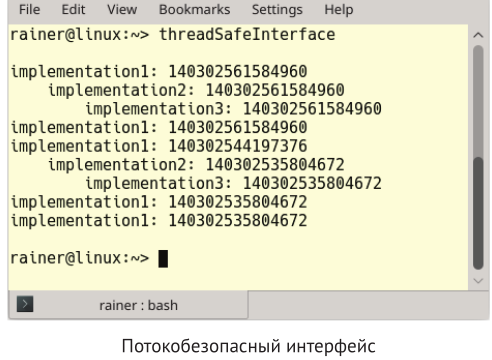 File Edit View Bookmarks Settings Help
rainer@linux:~> threadSafeInterface
implementation1: 140302561584960
implementation2: 140302561584960
implementation3: 140302561584960
implementation1: 140302561584960
implementation1: 140302544197376
implementation2: 140302535804672
implementation3: 140302535804672
implementation1: 140302535804672
implementation1: 140302535804672
rainer@linux:~>
rainer : bash
Потокобезопасный интерфейс